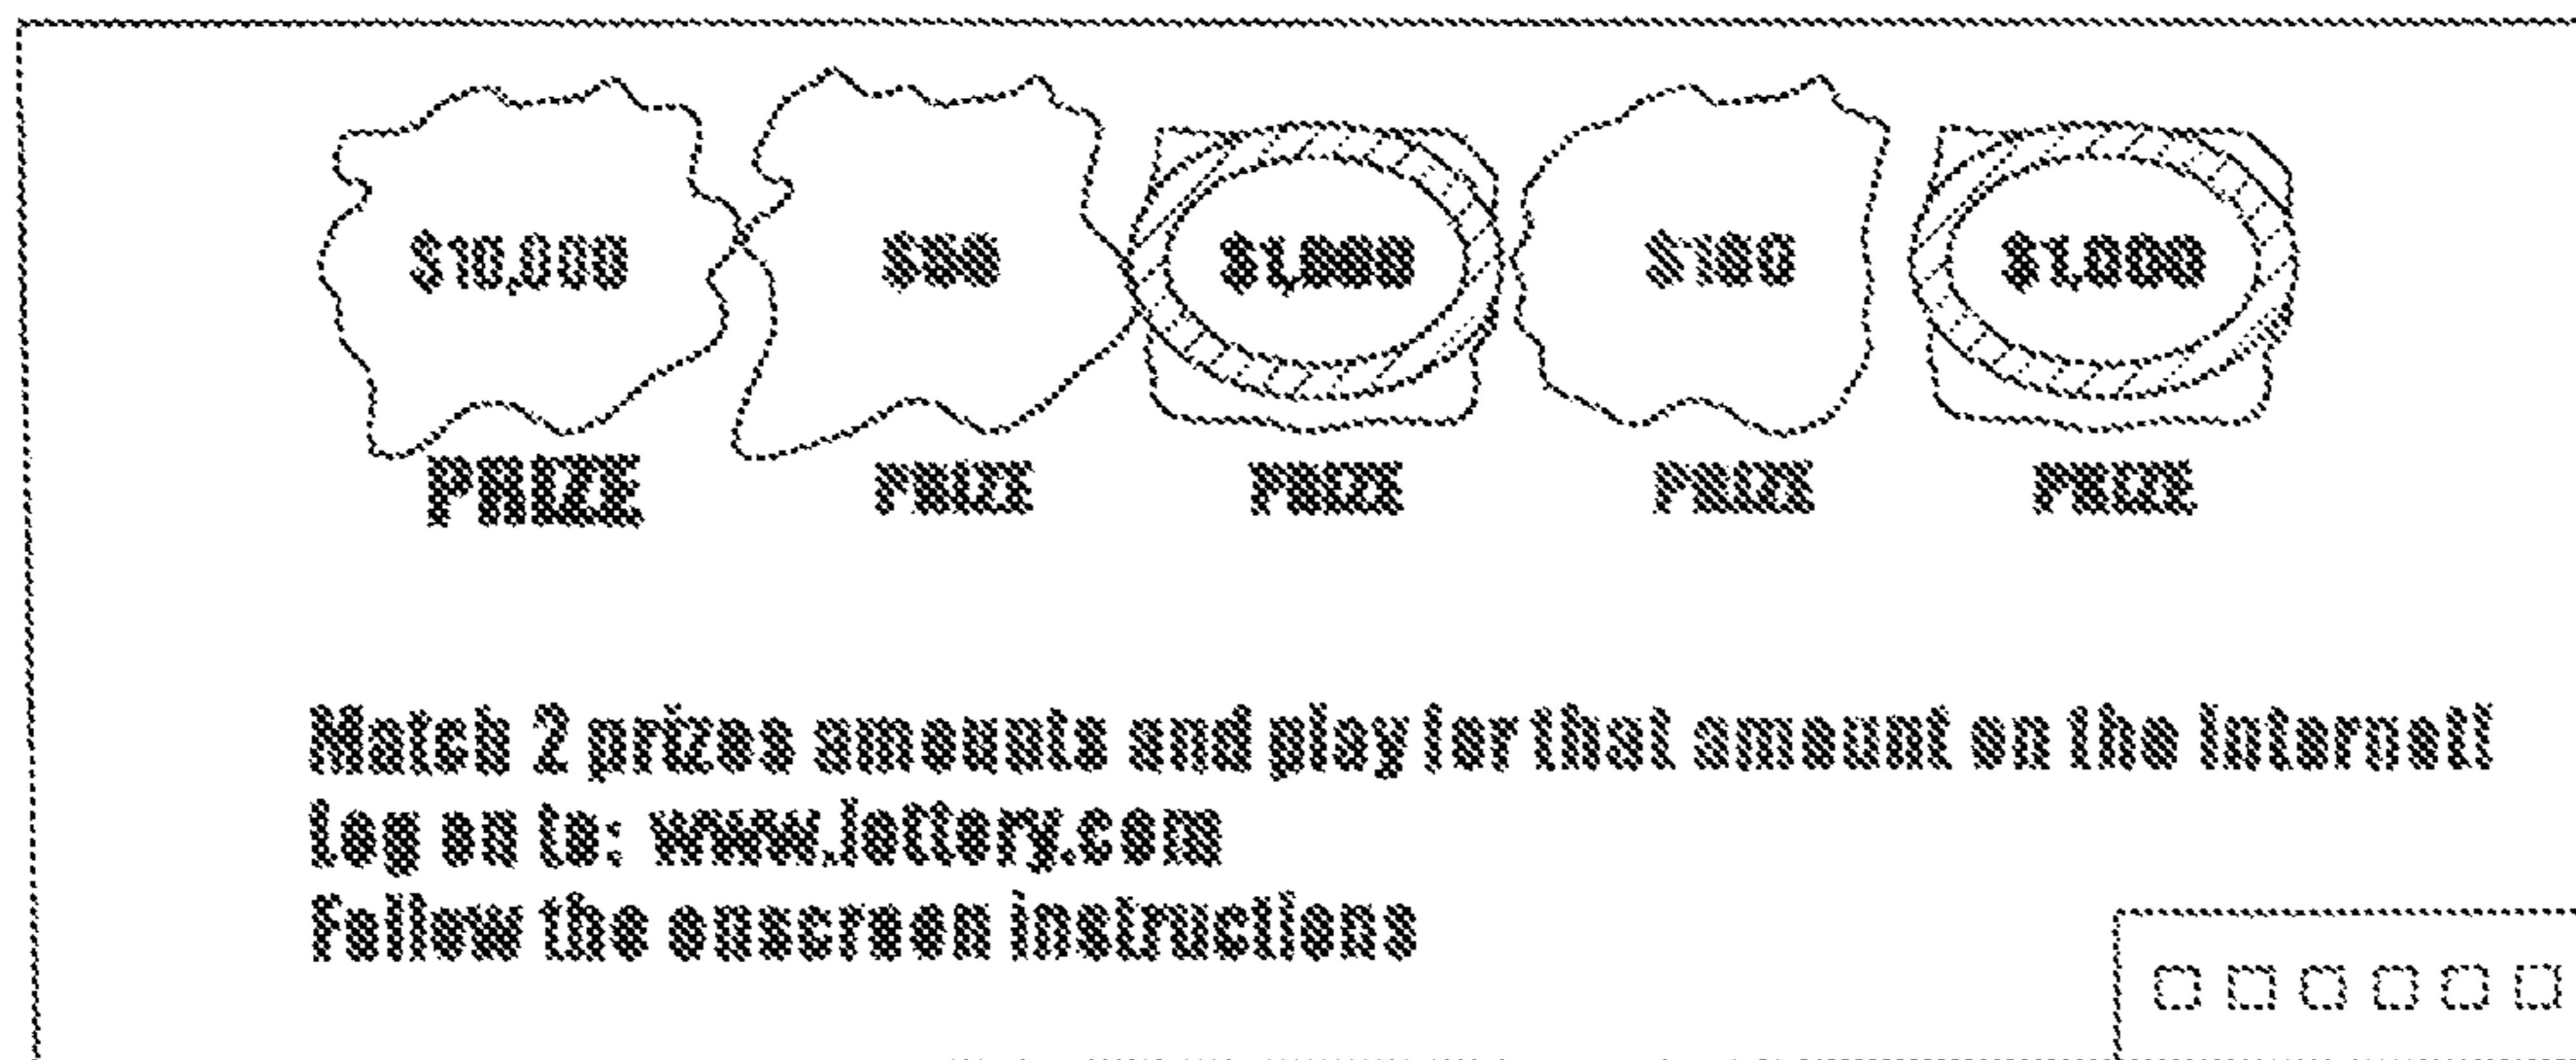 $10,000 $50 $1,000 $100 $1,000
PRIZE PRIZE PRIZE PRIZE PRIZE
Match 2 prizes amounts and play for that amount on the internet!
Log on to: www.lottery.com
Follow the onscreen instructions